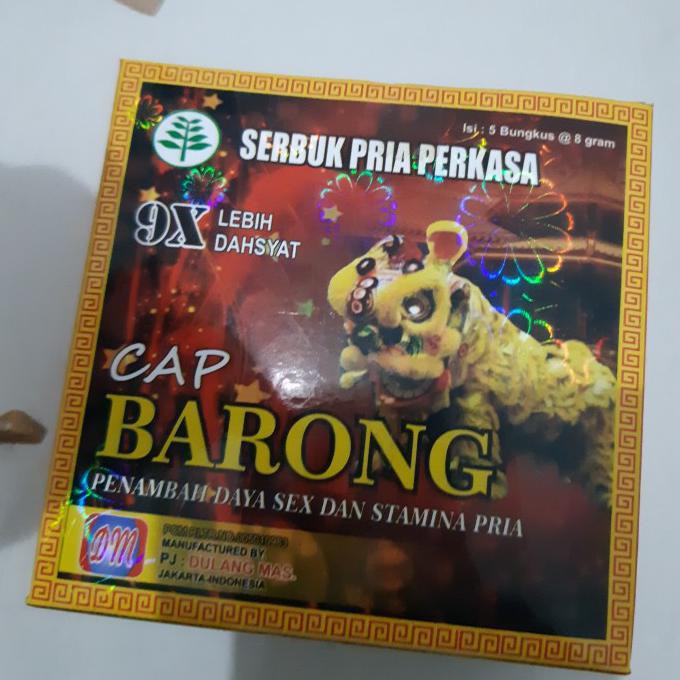 Isi : 5 Bungkus @ 8 gram
SERBUK PRIA PERKASA
9X LEBIH
DAHSYAT
CAP
BARONG
PENAMBAH DAYA SEX DAN STAMINA PRIA
DM
MANUFACTURED BY.
PJ : DULANG MAS.
JAKARTA-INDONESIA